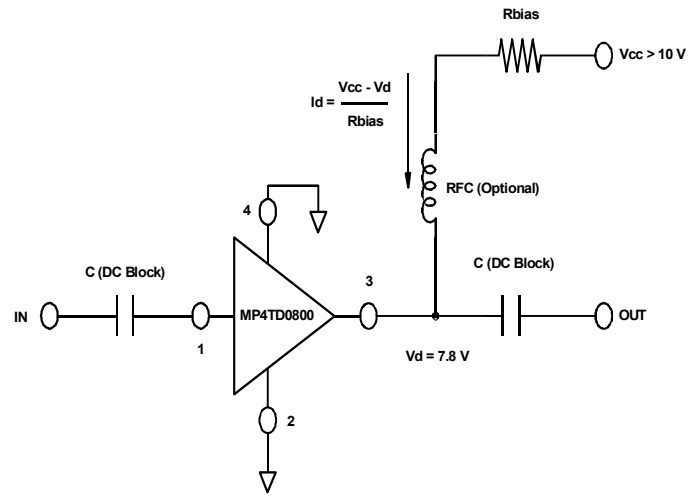 Rbias
Vcc > 10 V
Id = Vcc - Vd
Rbias
RFC (Optional)
4
C (DC Block)
3
C (DC Block)
IN
MP4TD0800
OUT
1
Vd = 7.8 V
2